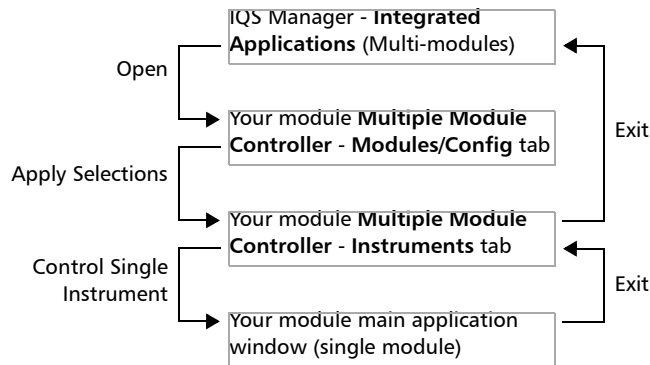 IQS Manager - Integrated
Applications (Multi-modules)
Open
Your module Multiple Module
Controller - Modules/Config tab
Exit
Apply Selections
Your module Multiple Module
Controller - Instruments tab
Control Single
Instrument
Exit
Your module main application
window (single module)